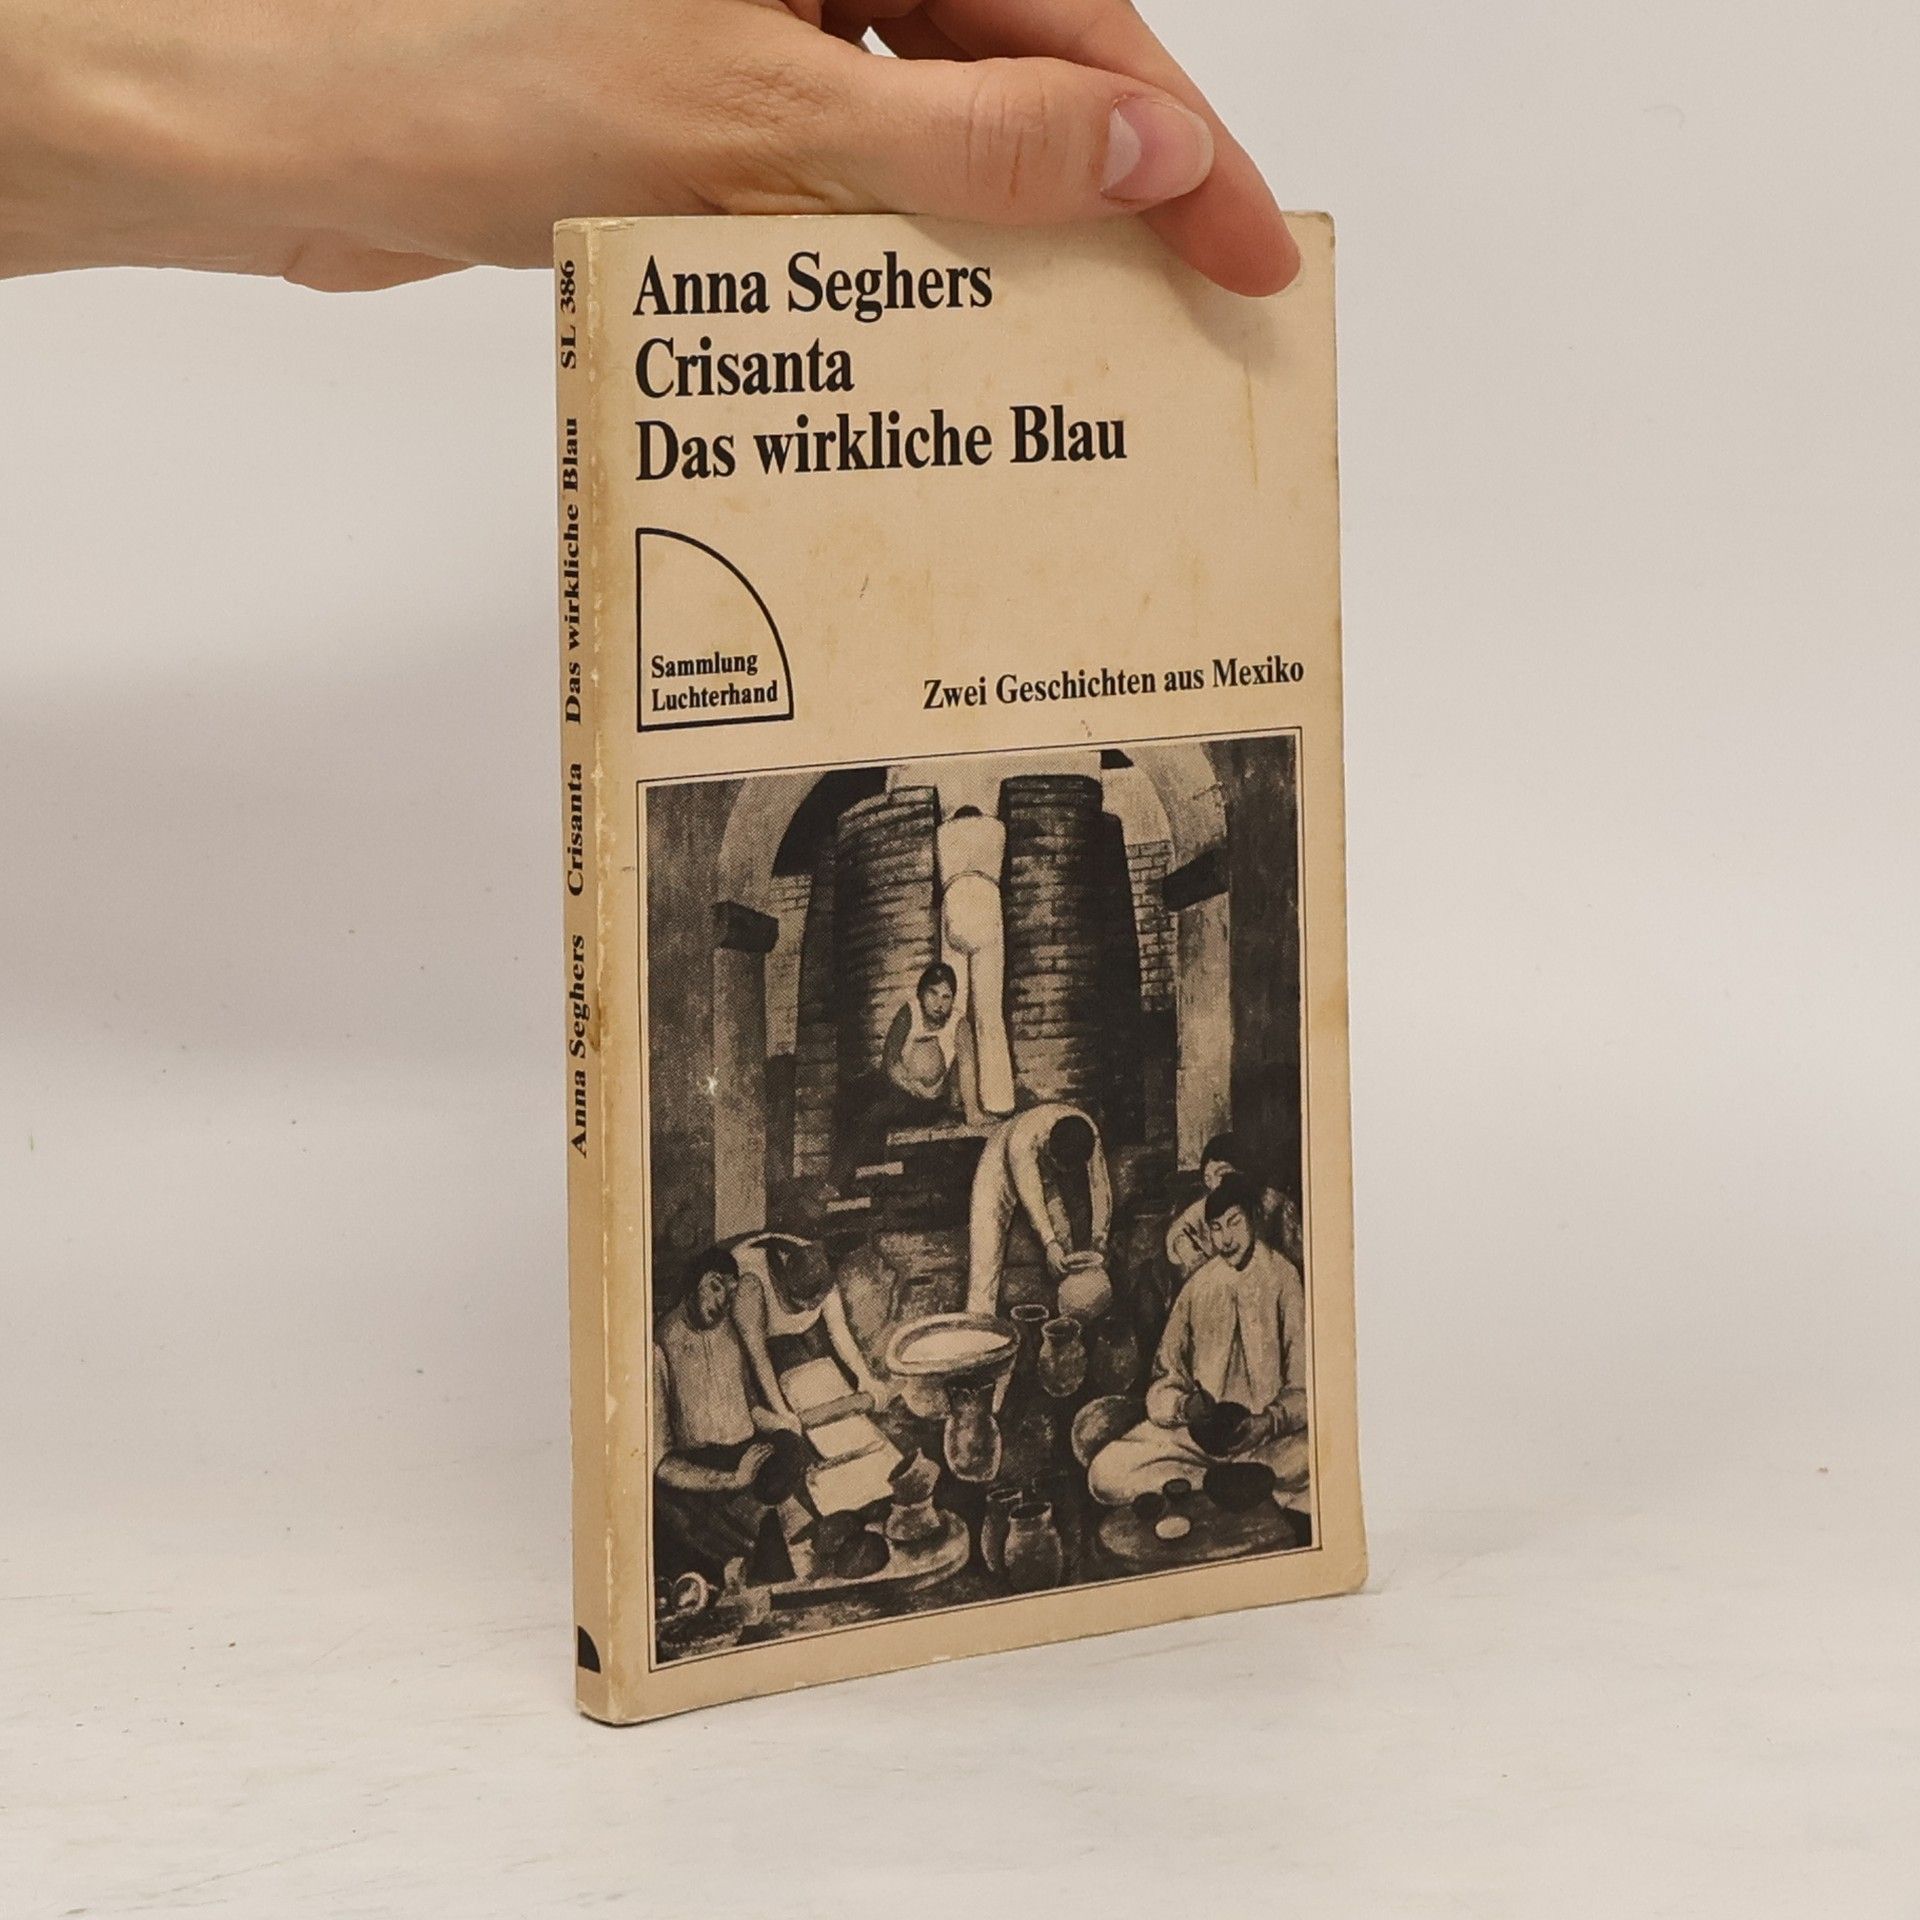 Anna Seghers
Crisanta
Das wirkliche Blau
Sammlung
Luchterhand
Zwei Geschichten aus Mexiko
Anna Seghers Crisanta Das wirkliche Blau SL 386